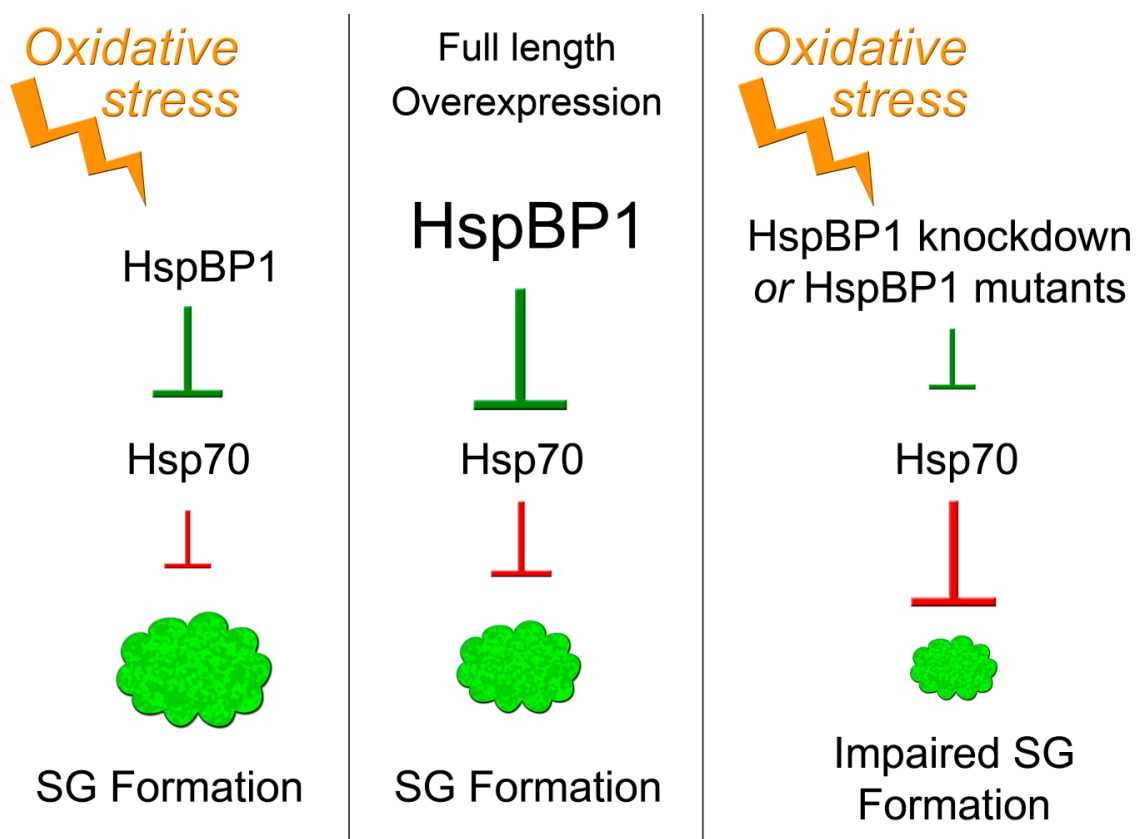 Oxidative
stress
HspBP1
Hsp70
SG Formation
Full length
Overexpression
HspBP1
Hsp70
SG Formation
Oxidative
stress
HspBP1 knockdown
or HspBP1 mutants
Hsp70
Impaired SG
Formation